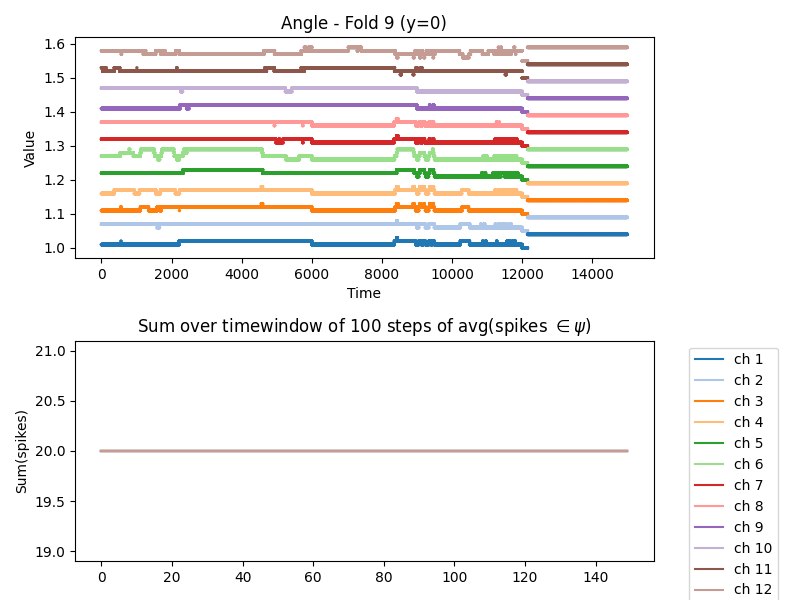 Angle - Fold 9 (y=0)
Value
1.6
1.5
1.4
1.3
1.2
1.1
1.0
0 2000 4000 6000 8000 10000 12000 14000
Time
Sum over timewindow of 100 steps of avg(spikes ∈ ψ)
Sum(spikes)
21.0
20.5
20.0
19.5
19.0
0 20 40 60 80 100 120 140
ch 1
ch 2
ch 3
ch 4
ch 5
ch 6
ch 7
ch 8
ch 9
ch 10
ch 11
ch 12